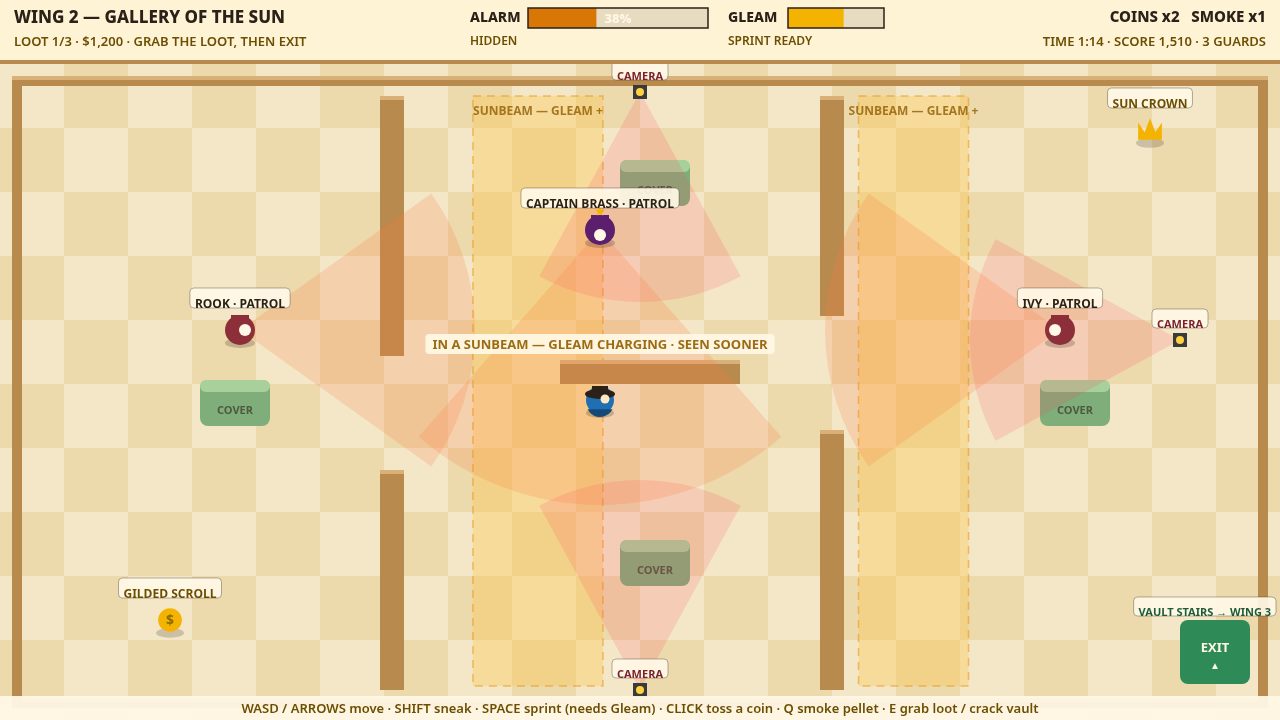 WING 2 — GALLERY OF THE SUN
LOOT 1/3 · $1,200 · GRAB THE LOOT, THEN EXIT
ALARM
38%
HIDDEN
GLEAM
SPRINT READY
COINS x2 SMOKE x1
TIME 1:14 · SCORE 1,510 · 3 GUARDS
CAMERA
SUNBEAM — GLEAM +
SUNBEAM — GLEAM +
SUN CROWN
COVER
CAPTAIN BRASS · PATROL
ROOK · PATROL
IVY · PATROL
CAMERA
IN A SUNBEAM — GLEAM CHARGING · SEEN SOONER
COVER
COVER
COVER
GILDED SCROLL
$
VAULT STAIRS → WING 3
EXIT
▲
CAMERA
WASD / ARROWS move · SHIFT sneak · SPACE sprint (needs Gleam) · CLICK toss a coin · Q smoke pellet · E grab loot / crack vault